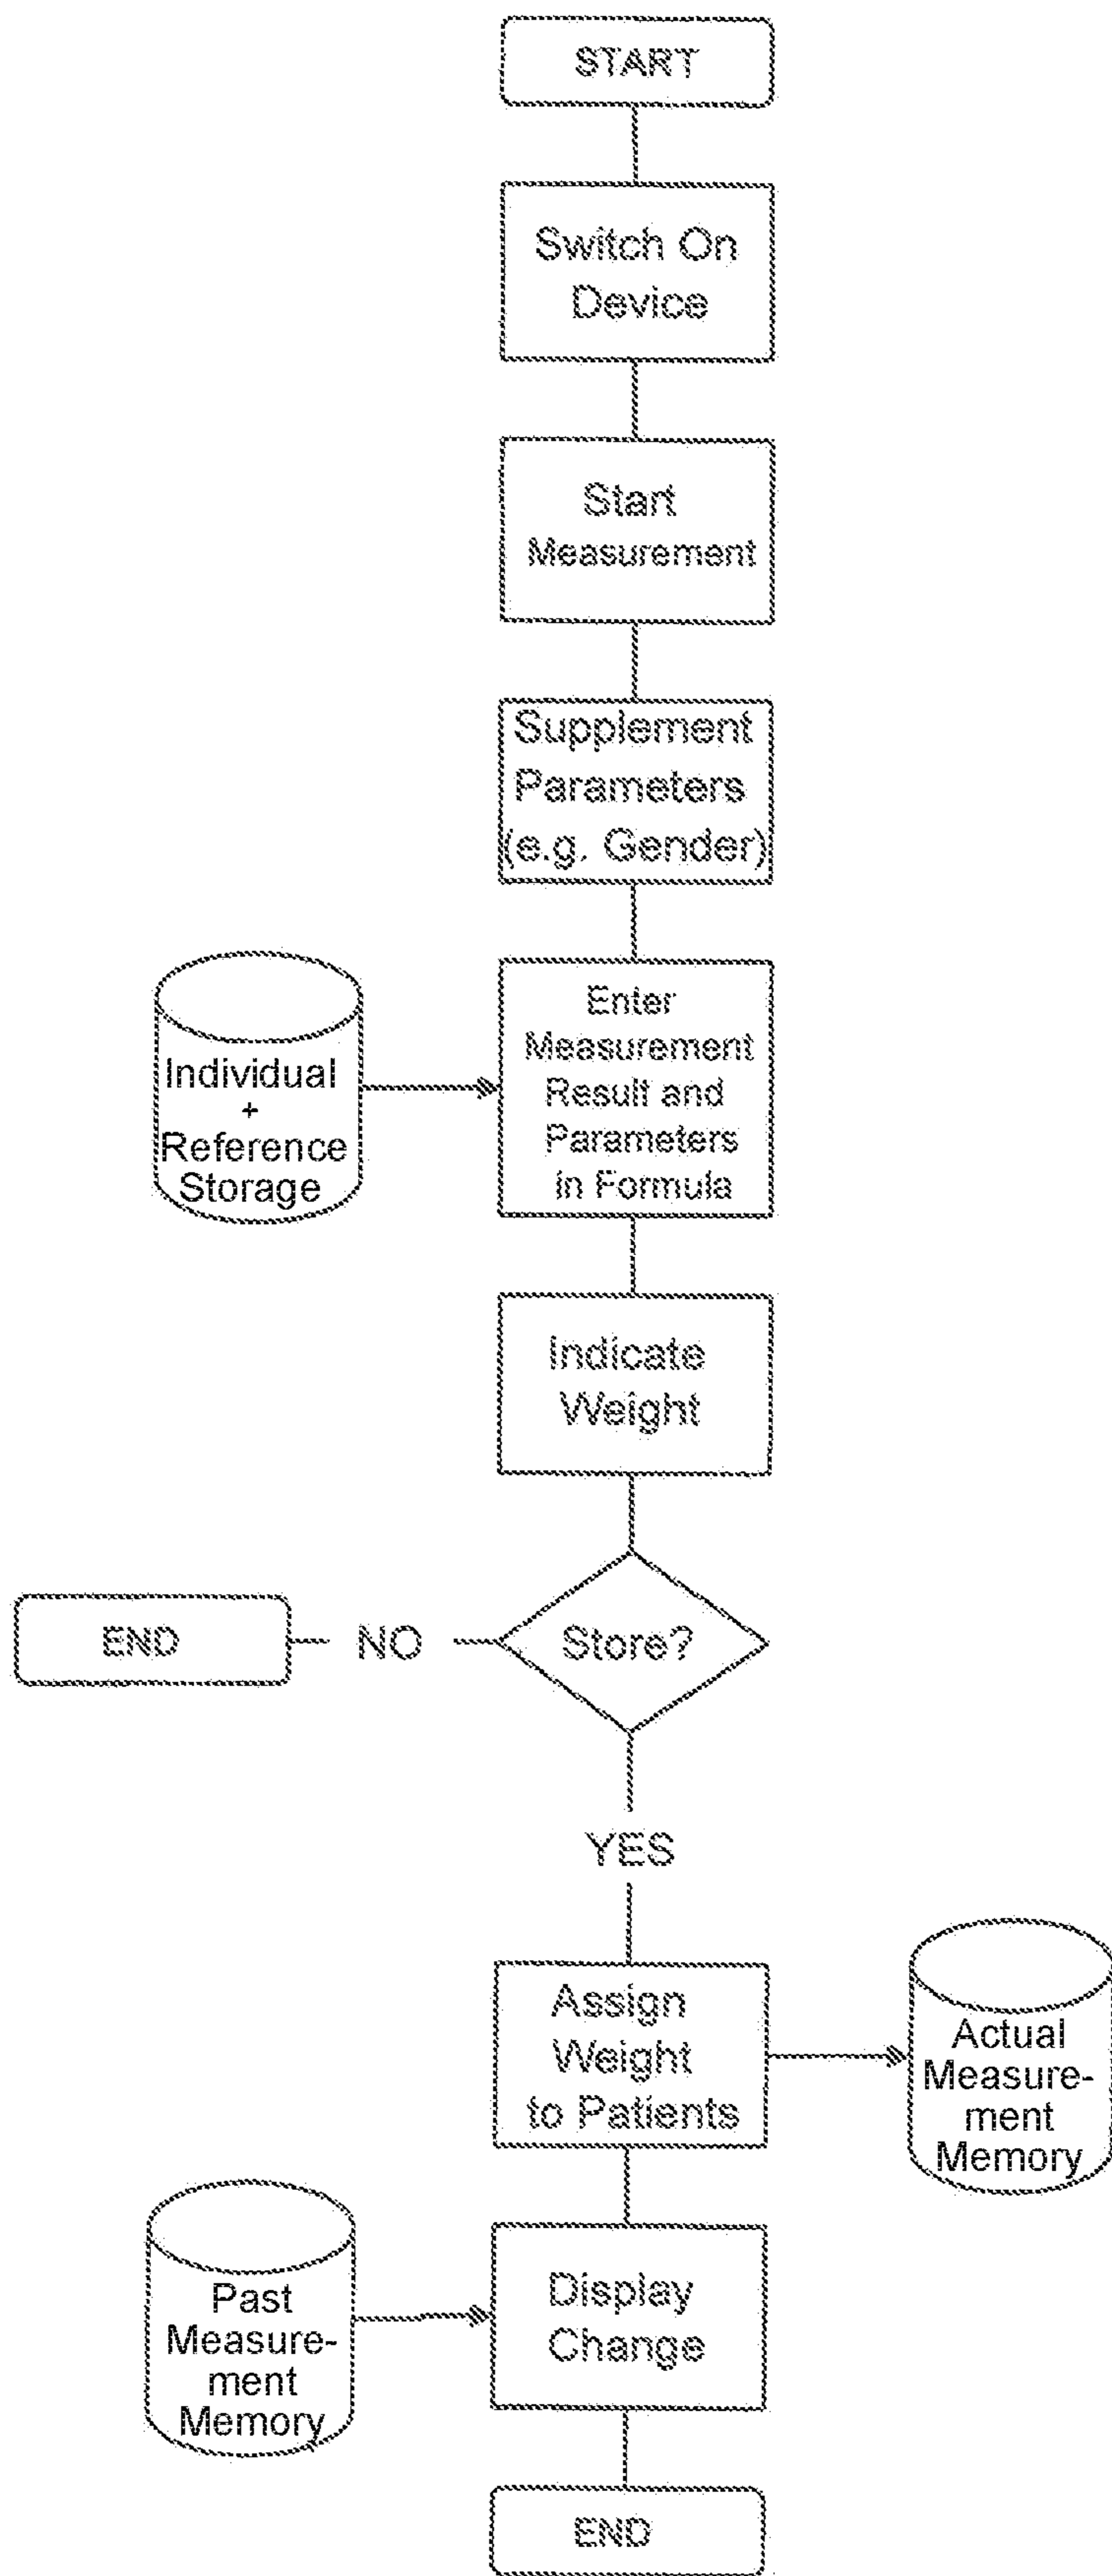 START
Switch On
Device
Start
Measurement
Supplement
Parameters
(e.g. Gender)
Individual
+
Reference
Storage
Enter
Measurement
Result and
Parameters
in Formula
Indicate
Weight
END
NO
Store?
YES
Assign
Weight
to Patients
Actual
Measure-
ment
Memory
Past
Measure-
ment
Memory
Display
Change
END